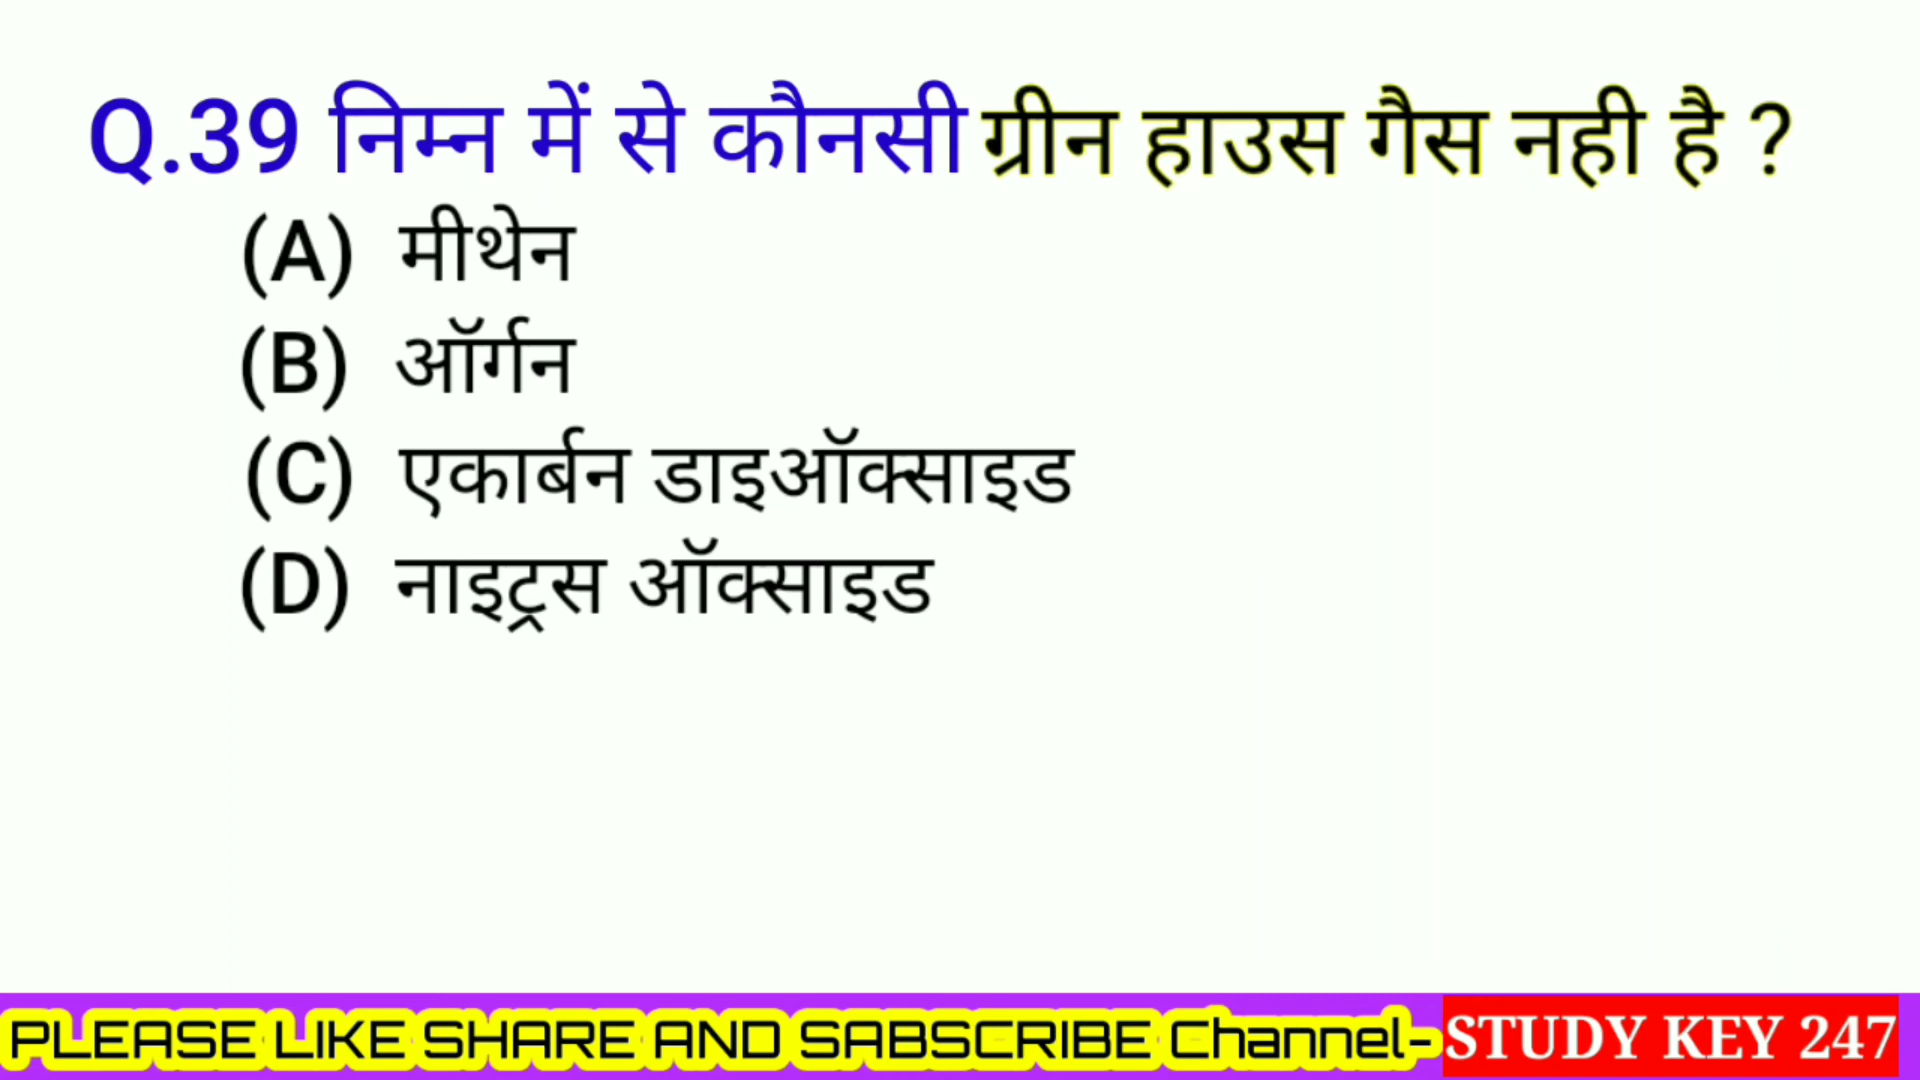 Q.39 निम्न में से कौनसी ग्रीन हाउस गैस नही है ?
(A) मीथेन
(B) ऑर्गन
(C) एकार्बन डाइऑक्साइड
(D) नाइट्रस ऑक्साइड
PLEASE LIKE SHARE AND SABSCRIBE Channel- STUDY KEY 247